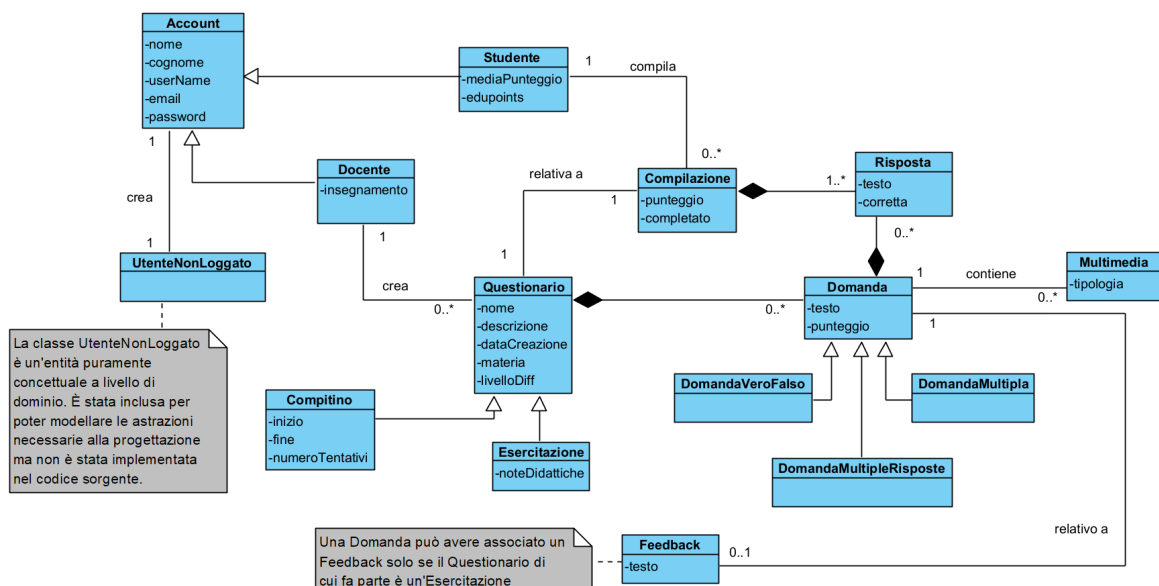 Account
-nome
-cognome
-userName
-email
-password
Studente
-mediaPunteggio
-edupoints
1
compila
0..*
1
crea
1
Docente
-insegnamento
1
crea
0..*
relativa a
1
1
Compilazione
-punteggio
-completato
1..*
Risposta
-testo
-corretta
0..*
UtenteNonLoggato
Questionario
-nome
-descrizione
-dataCreazione
-materia
-livelloDiff
0..*
Domanda
-testo
-punteggio
1
contiene
0..*
Multimedia
-tipologia
1
La classe UtenteNonLoggato
è un'entità puramente
concettuale a livello di
dominio. È stata inclusa per
poter modellare le astrazioni
necessarie alla progettazione
ma non è stata implementata
nel codice sorgente.
Compitino
-inizio
-fine
-numeroTentativi
Esercitazione
-noteDidattiche
DomandaVeroFalso
DomandaMultipla
DomandaMultipleRisposte
relativo a
Una Domanda può avere associato un
Feedback solo se il Questionario di
cui fa parte è un'Esercitazione
Feedback
-testo
0..1